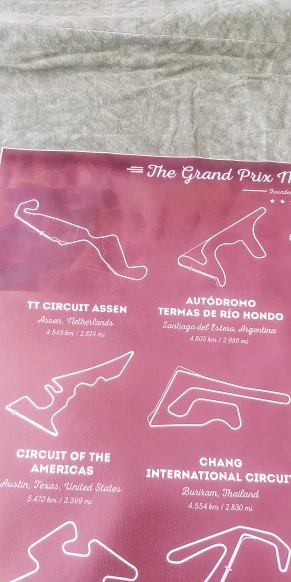 The Grand Prix
Founded
TT CIRCUIT ASSEN
Assen, Netherlands
4.545 km / 2.824 mi
AUTÓDROMO
TERMAS DE RÍO HONDO
Santiago del Estero, Argentina
4.805 km / 2.986 mi
CIRCUIT OF THE
AMERICAS
Austin, Texas, United States
5.470 km / 3.399 mi
CHANG
INTERNATIONAL CIRCUIT
Buriram, Thailand
4.554 km / 2.830 mi